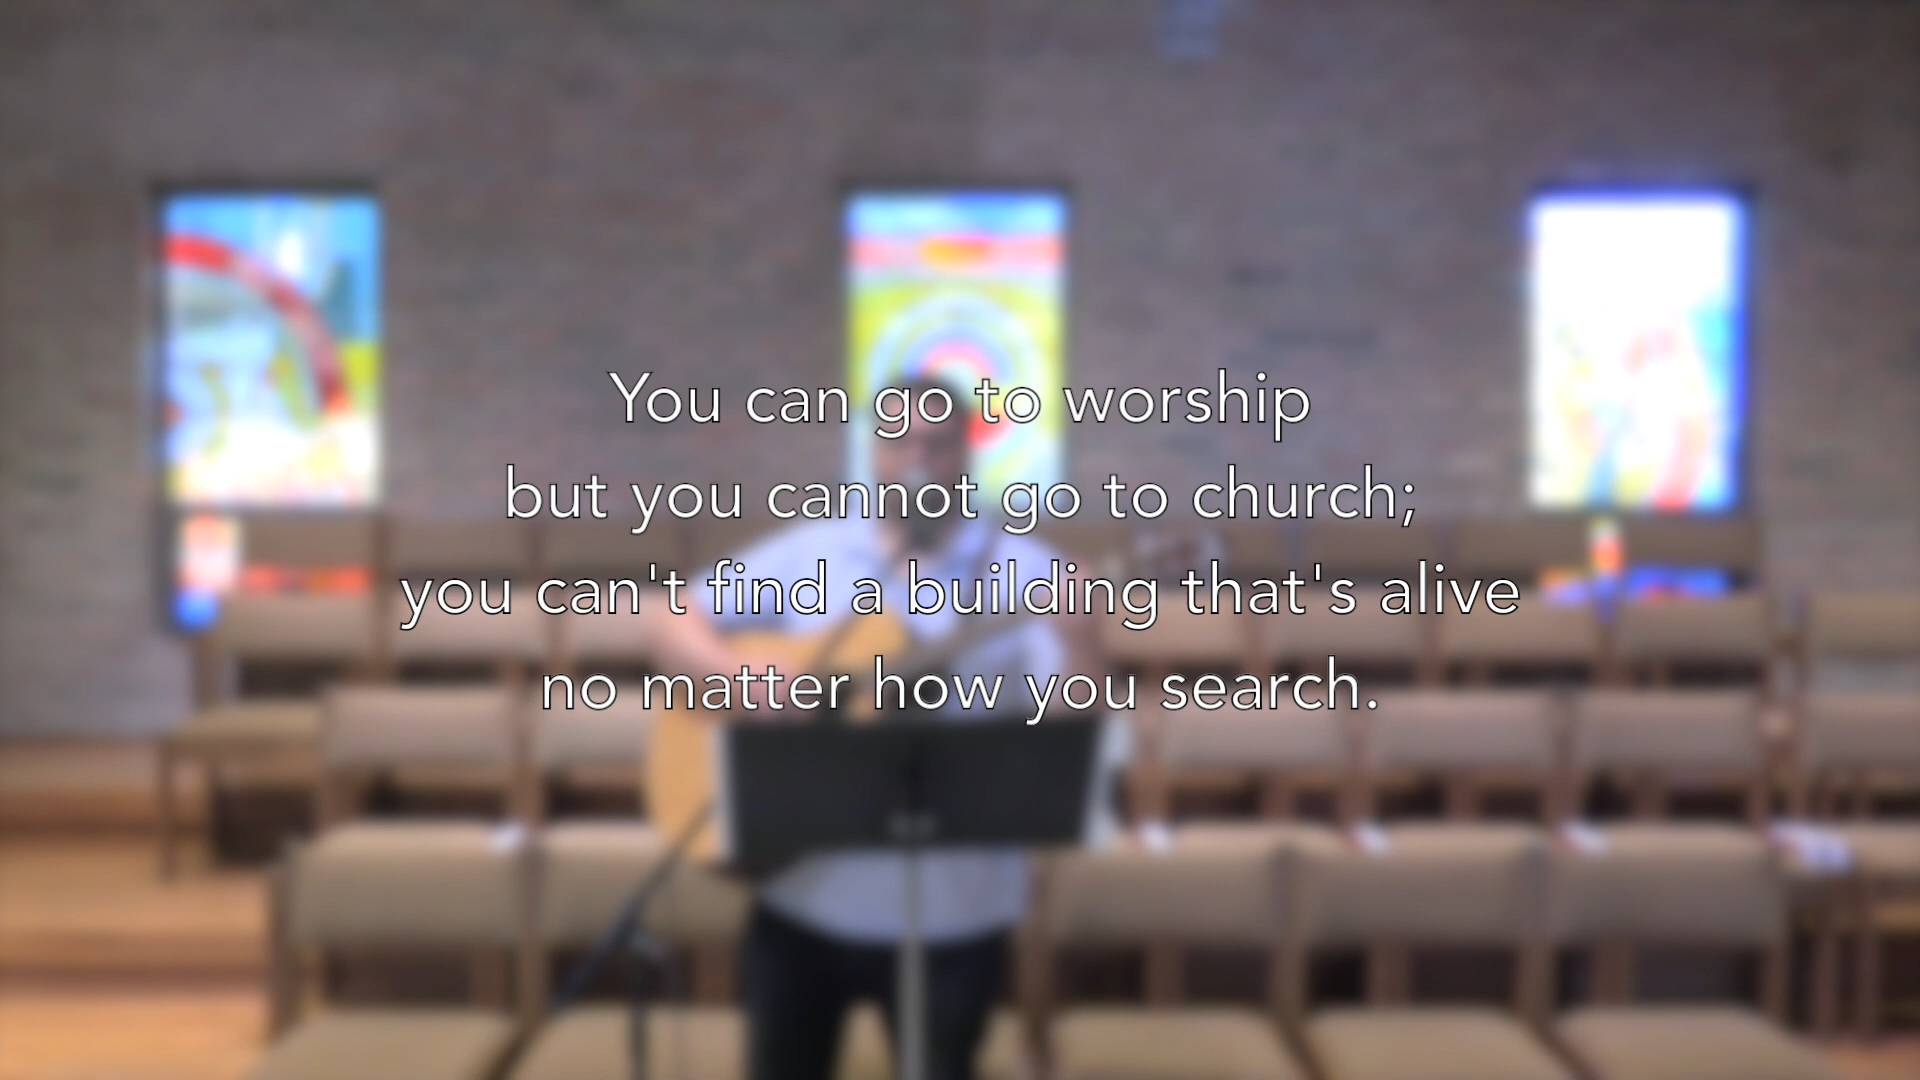 You can go to worship
but you cannot go to church;
you can't find a building that's alive
no matter how you search.